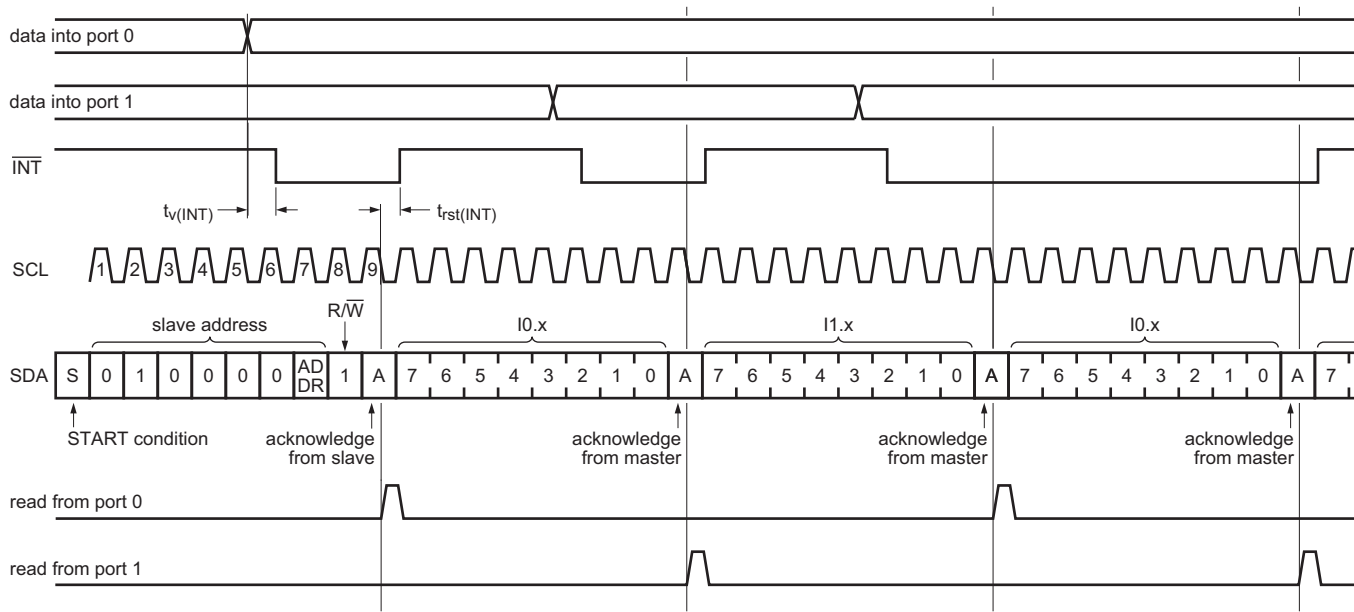 data into port 0
data into port 1
INT
tv(INT)
trst(INT)
SCL
1 2 3 4 5 6 7 8 9
R/W
slave address
I0.x
I1.x
I0.x
SDA
S 0 1 0 0 0 0 AD DR 1 A 7 6 5 4 3 2 1 0 A 7 6 5 4 3 2 1 0 A 7 6 5 4 3 2 1 0 A 7
START condition
acknowledge
from slave
acknowledge
from master
acknowledge
from master
acknowledge
from master
read from port 0
read from port 1